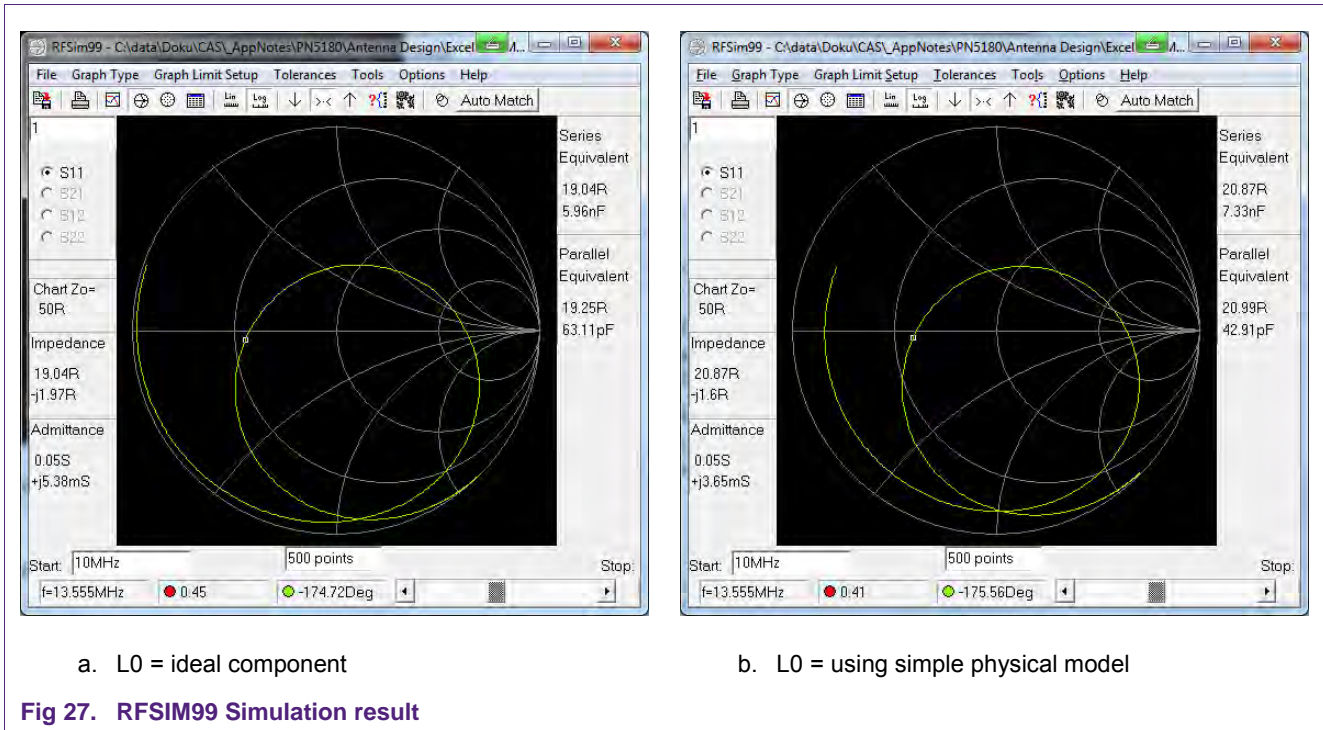 RFSim99 - C:\data\Doku\CAS\_AppNotes\PN5180\Antenna Design\Excel
File Graph Type Graph Limit Setup Tolerances Tools Options Help
Lin Log Auto Match
1
S11
S21
S12
S22
Chart Zo=
50R
Impedance
19.04R
-j1.97R
Admittance
0.05S
+j5.38mS
Series
Equivalent
19.04R
5.96nF
Parallel
Equivalent
19.25R
63.11pF
Start: 10MHz
500 points
Stop:
f=13.555MHz 0.45 -174.72Deg
RFSim99 - C:\data\Doku\CAS\_AppNotes\PN5180\Antenna Design\Excel
File Graph Type Graph Limit Setup Tolerances Tools Options Help
Lin Log Auto Match
1
S11
S21
S12
S22
Chart Zo=
50R
Impedance
20.87R
-j1.6R
Admittance
0.05S
+j3.65mS
Series
Equivalent
20.87R
7.33nF
Parallel
Equivalent
20.99R
42.91pF
Start: 10MHz
500 points
Stop:
f=13.555MHz 0.41 -175.56Deg
a. L0 = ideal component
b. L0 = using simple physical model
Fig 27. RFSIM99 Simulation result